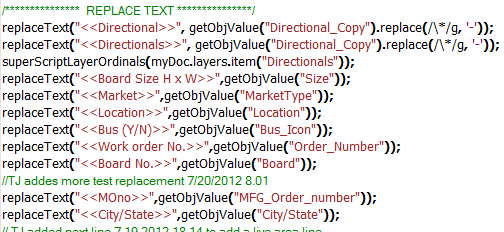 /*************** REPLACE TEXT ***************/
replaceText("<<Directional>>", getObjValue("Directional_Copy").replace(/\*/g, '-'));
replaceText("<<Directionals>>", getObjValue("Directional_Copy").replace(/\*/g, '-'));
superScriptLayerOrdinals(myDoc.layers.item("Directionals"));
replaceText("<<Board Size H x W>>",getObjValue("Size"));
replaceText("<<Market>>",getObjValue("MarketType"));
replaceText("<<Location>>",getObjValue("Location"));
replaceText("<<Bus (Y/N)>>",getObjValue("Bus_Icon"));
replaceText("<<Work order No.>>",getObjValue("Order_Number"));
replaceText("<<Board No.>>",getObjValue("Board"));
//TJ addes more test replacement 7/20/2012 8.01
replaceText("<<MOno>>",getObjValue("MFG_Order_number"));
replaceText("<<City/State>>",getObjValue("City/State"));
// TJ added next line 7.19.2012 18.14 to add a live area line